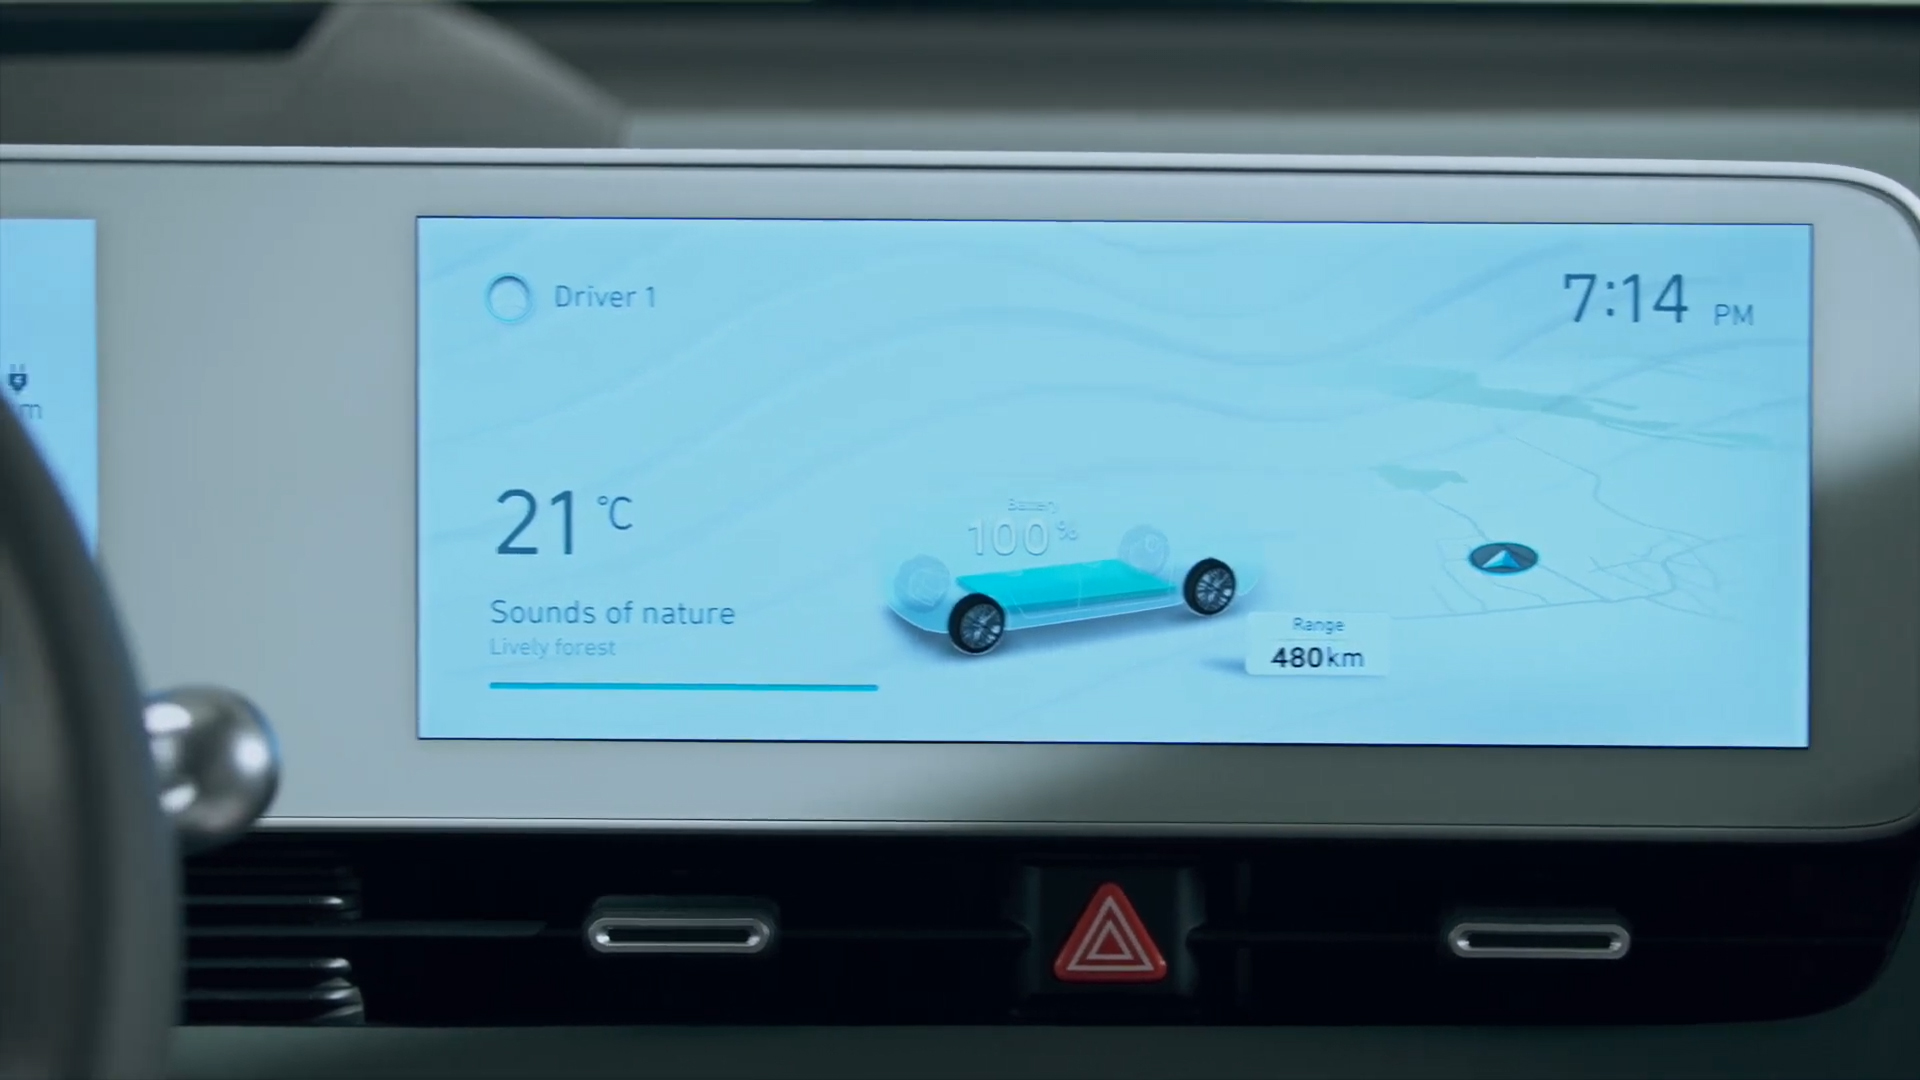 Driver 1
7:14 PM
m
21 °C
Battery
100%
Sounds of nature
Lively forest
Range
480km